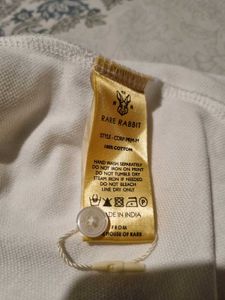 R R
RARE RABBIT
STYLE : CORP PRM-M
100% COTTON
HAND WASH SEPARATELY
DO NOT IRON ON PRINT
DO NOT TUMBLE DRY
STEAM IRON IF NEEDED
DO NOT BLEACH
LINE DRY ONLY
MADE IN INDIA
FROM
HOUSE OF RARE